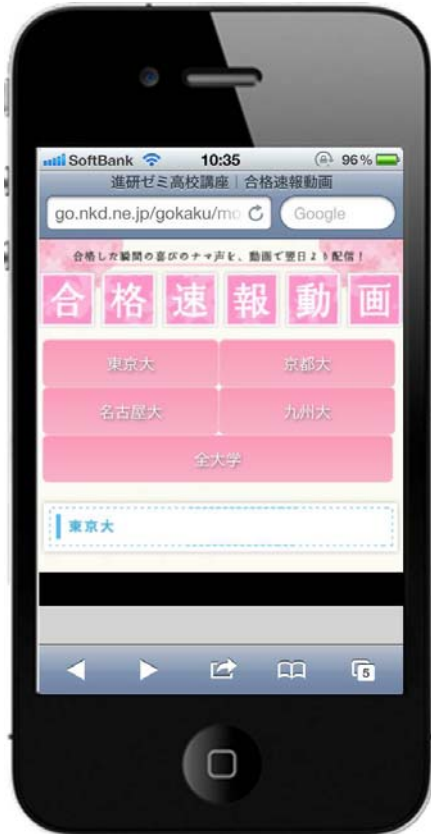 SoftBank 10:35 96%
進研ゼミ高校講座｜合格速報動画
go.nkd.ne.jp/gokaku/mo Google
合格した瞬間の喜びのナマ声を、動画で翌日より配信！
合格速報動画
東京大 京都大
名古屋大 九州大
全大学
東京大
5